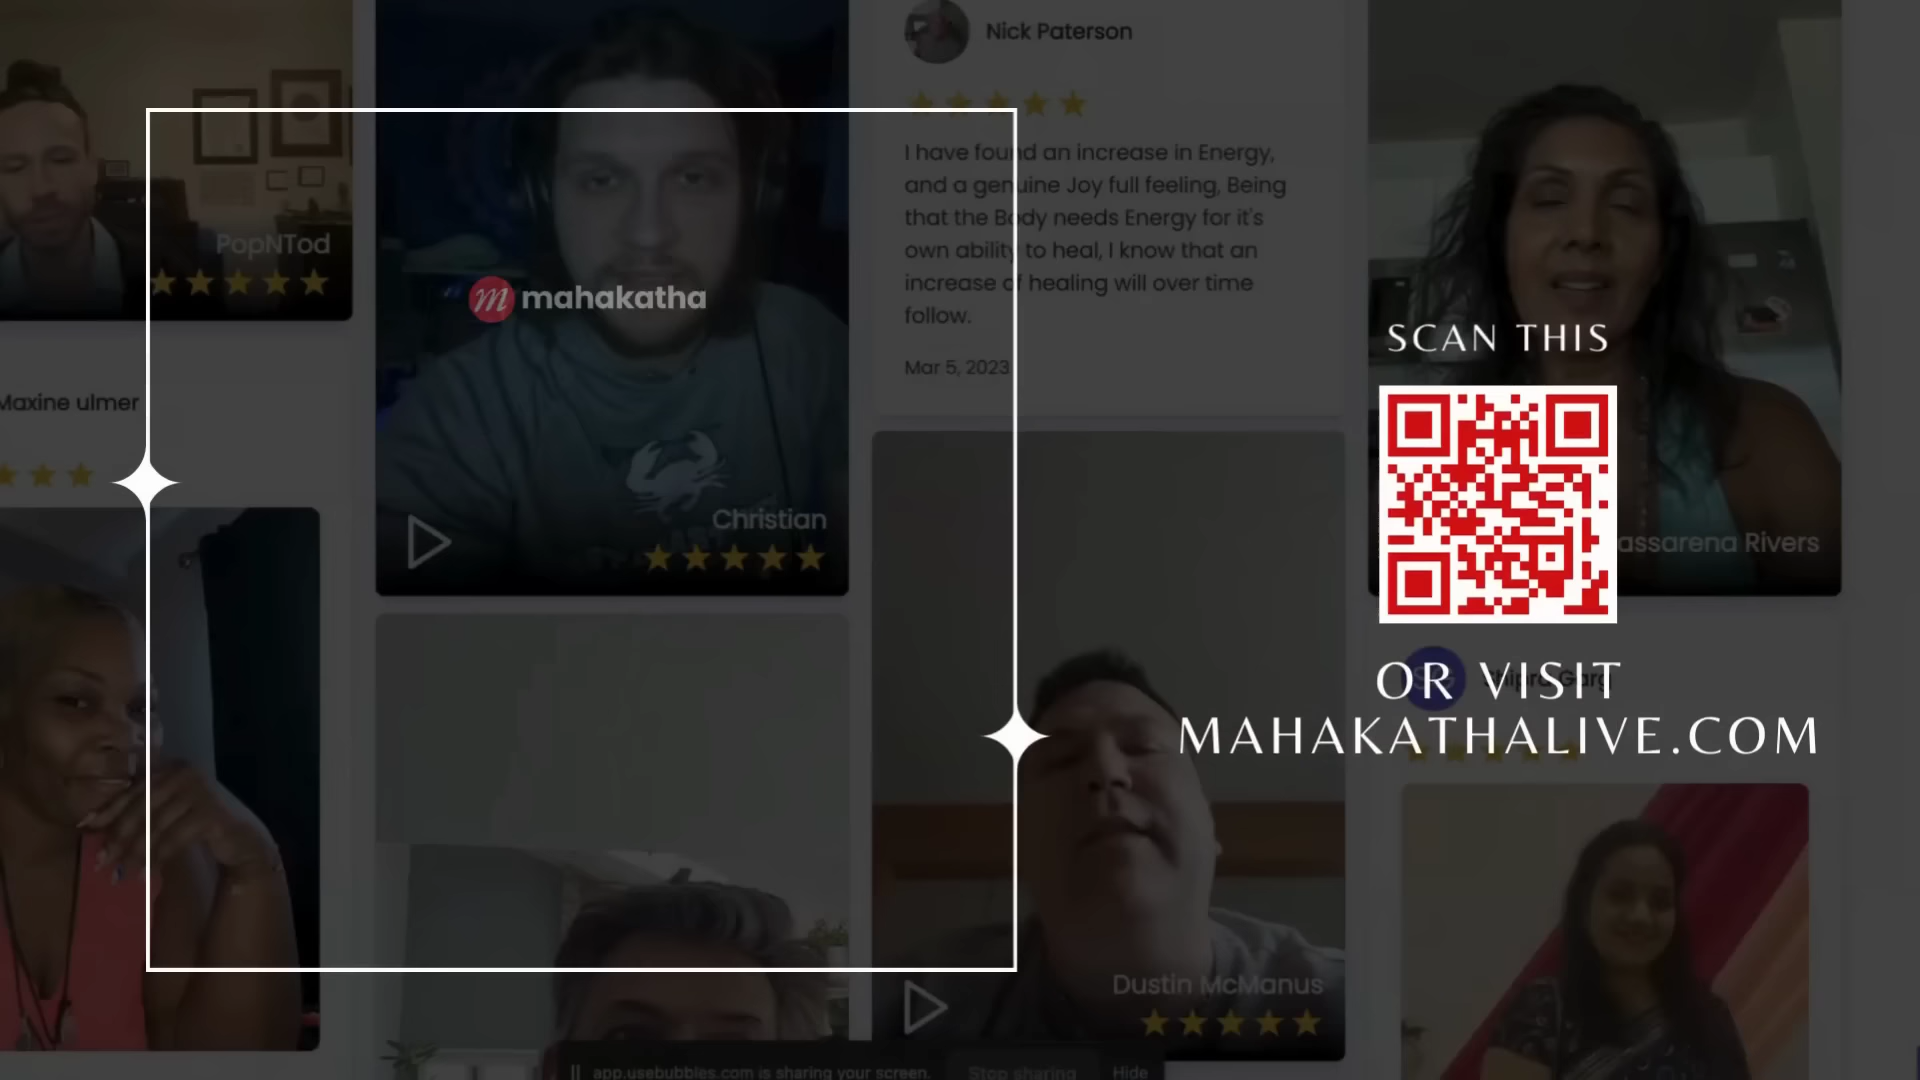 Nick Paterson
I have found an increase in Energy,
and a genuine Joy full feeling, Being
that the Body needs Energy for it's
own ability to heal, I know that an
increase of healing will over time
follow.
Mar 5, 2023
PopNTod
mahakatha
Maxine ulmer
Christian
SCAN THIS
assarena Rivers
OR VISIT
MAHAKATHALIVE.COM
Shipra Garg
Dustin McManus
app.usebubbles.com is sharing your screen.
Stop sharing
Hide